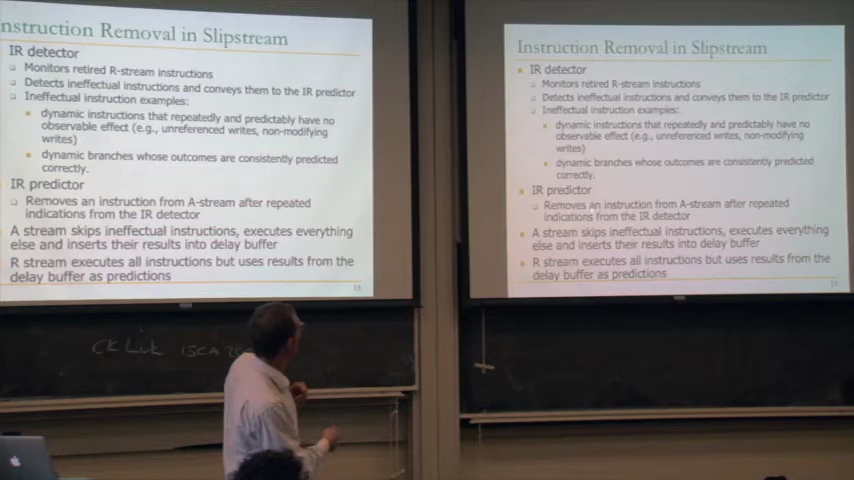 nstruction Removal in Slipstream
IR detector
Monitors retired R-stream instructions
Detects ineffectual instructions and conveys them to the IR predictor
Ineffectual instruction examples:
dynamic instructions that repeatedly and predictably have no
observable effect (e.g., unreferenced writes, non-modifying
writes)
dynamic branches whose outcomes are consistently predicted
correctly.
IR predictor
Removes an instruction from A-stream after repeated
indications from the IR detector
A stream skips ineffectual instructions, executes everything
else and inserts their results into delay buffer
R stream executes all instructions but uses results from the
delay buffer as predictions
Instruction Removal in Slipstream
IR detector
Monitors retired R-stream instructions
Detects ineffectual instructions and conveys them to the IR predictor
Ineffectual instruction examples:
dynamic instructions that repeatedly and predictably have no
observable effect (e.g., unreferenced writes, non-modifying
writes)
dynamic branches whose outcomes are consistently predicted
correctly.
IR predictor
Removes an instruction from A-stream after repeated
indications from the IR detector
A stream skips ineffectual instructions, executes everything
else and inserts their results into delay buffer
R stream executes all instructions but uses results from the
delay buffer as predictions
CK Luk ISCA